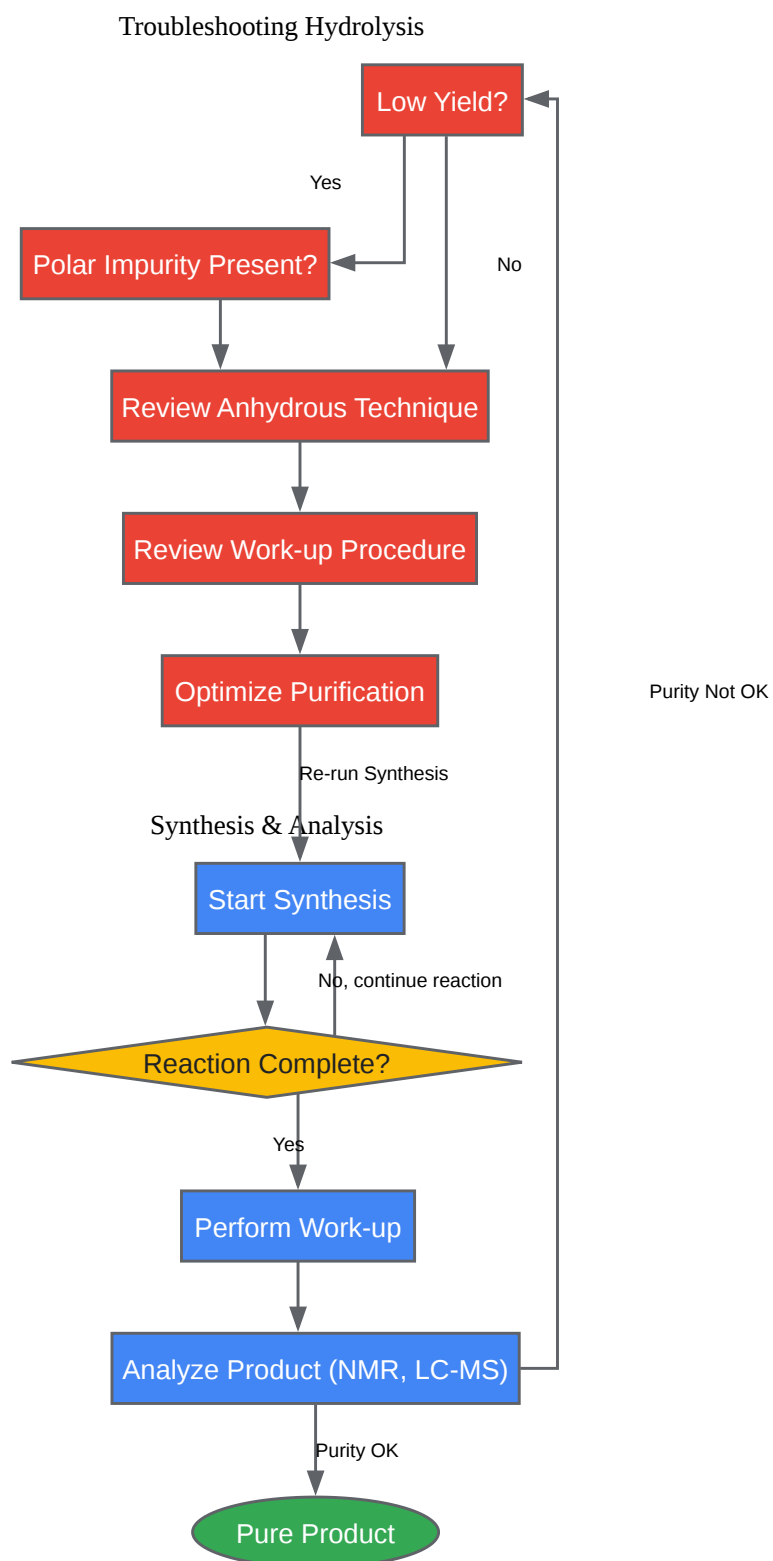 Troubleshooting Hydrolysis
Low Yield?
Yes
Polar Impurity Present?
No
Review Anhydrous Technique
Review Work-up Procedure
Optimize Purification
Purity Not OK
Re-run Synthesis
Synthesis & Analysis
Start Synthesis
No, continue reaction
Reaction Complete?
Yes
Perform Work-up
Analyze Product (NMR, LC-MS)
Purity OK
Pure Product